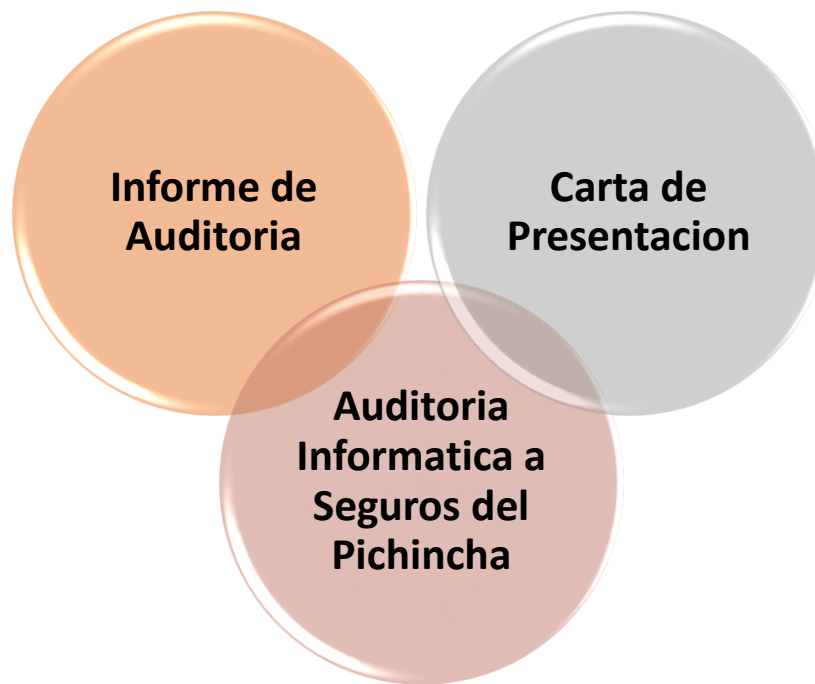 Informe de
Auditoria
Carta de
Presentacion
Auditoria
Informatica a
Seguros del
Pichincha